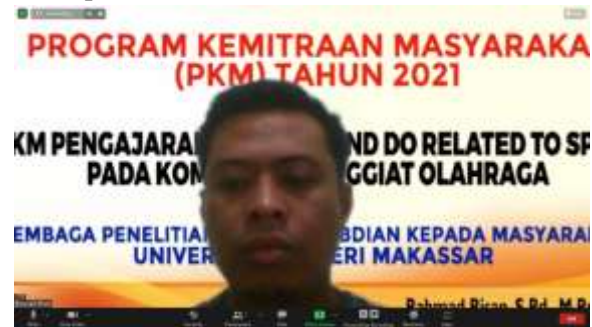 PROGRAM KEMITRAAN MASYARAKA
(PKM) TAHUN 2021
KM PENGAJARA ND DO RELATED TO SP
PADA KOM GGIAT OLAHRAGA
EMBAGA PENELITIA BDIAN KEPADA MASYARA
UNIVER ERI MAKASSAR